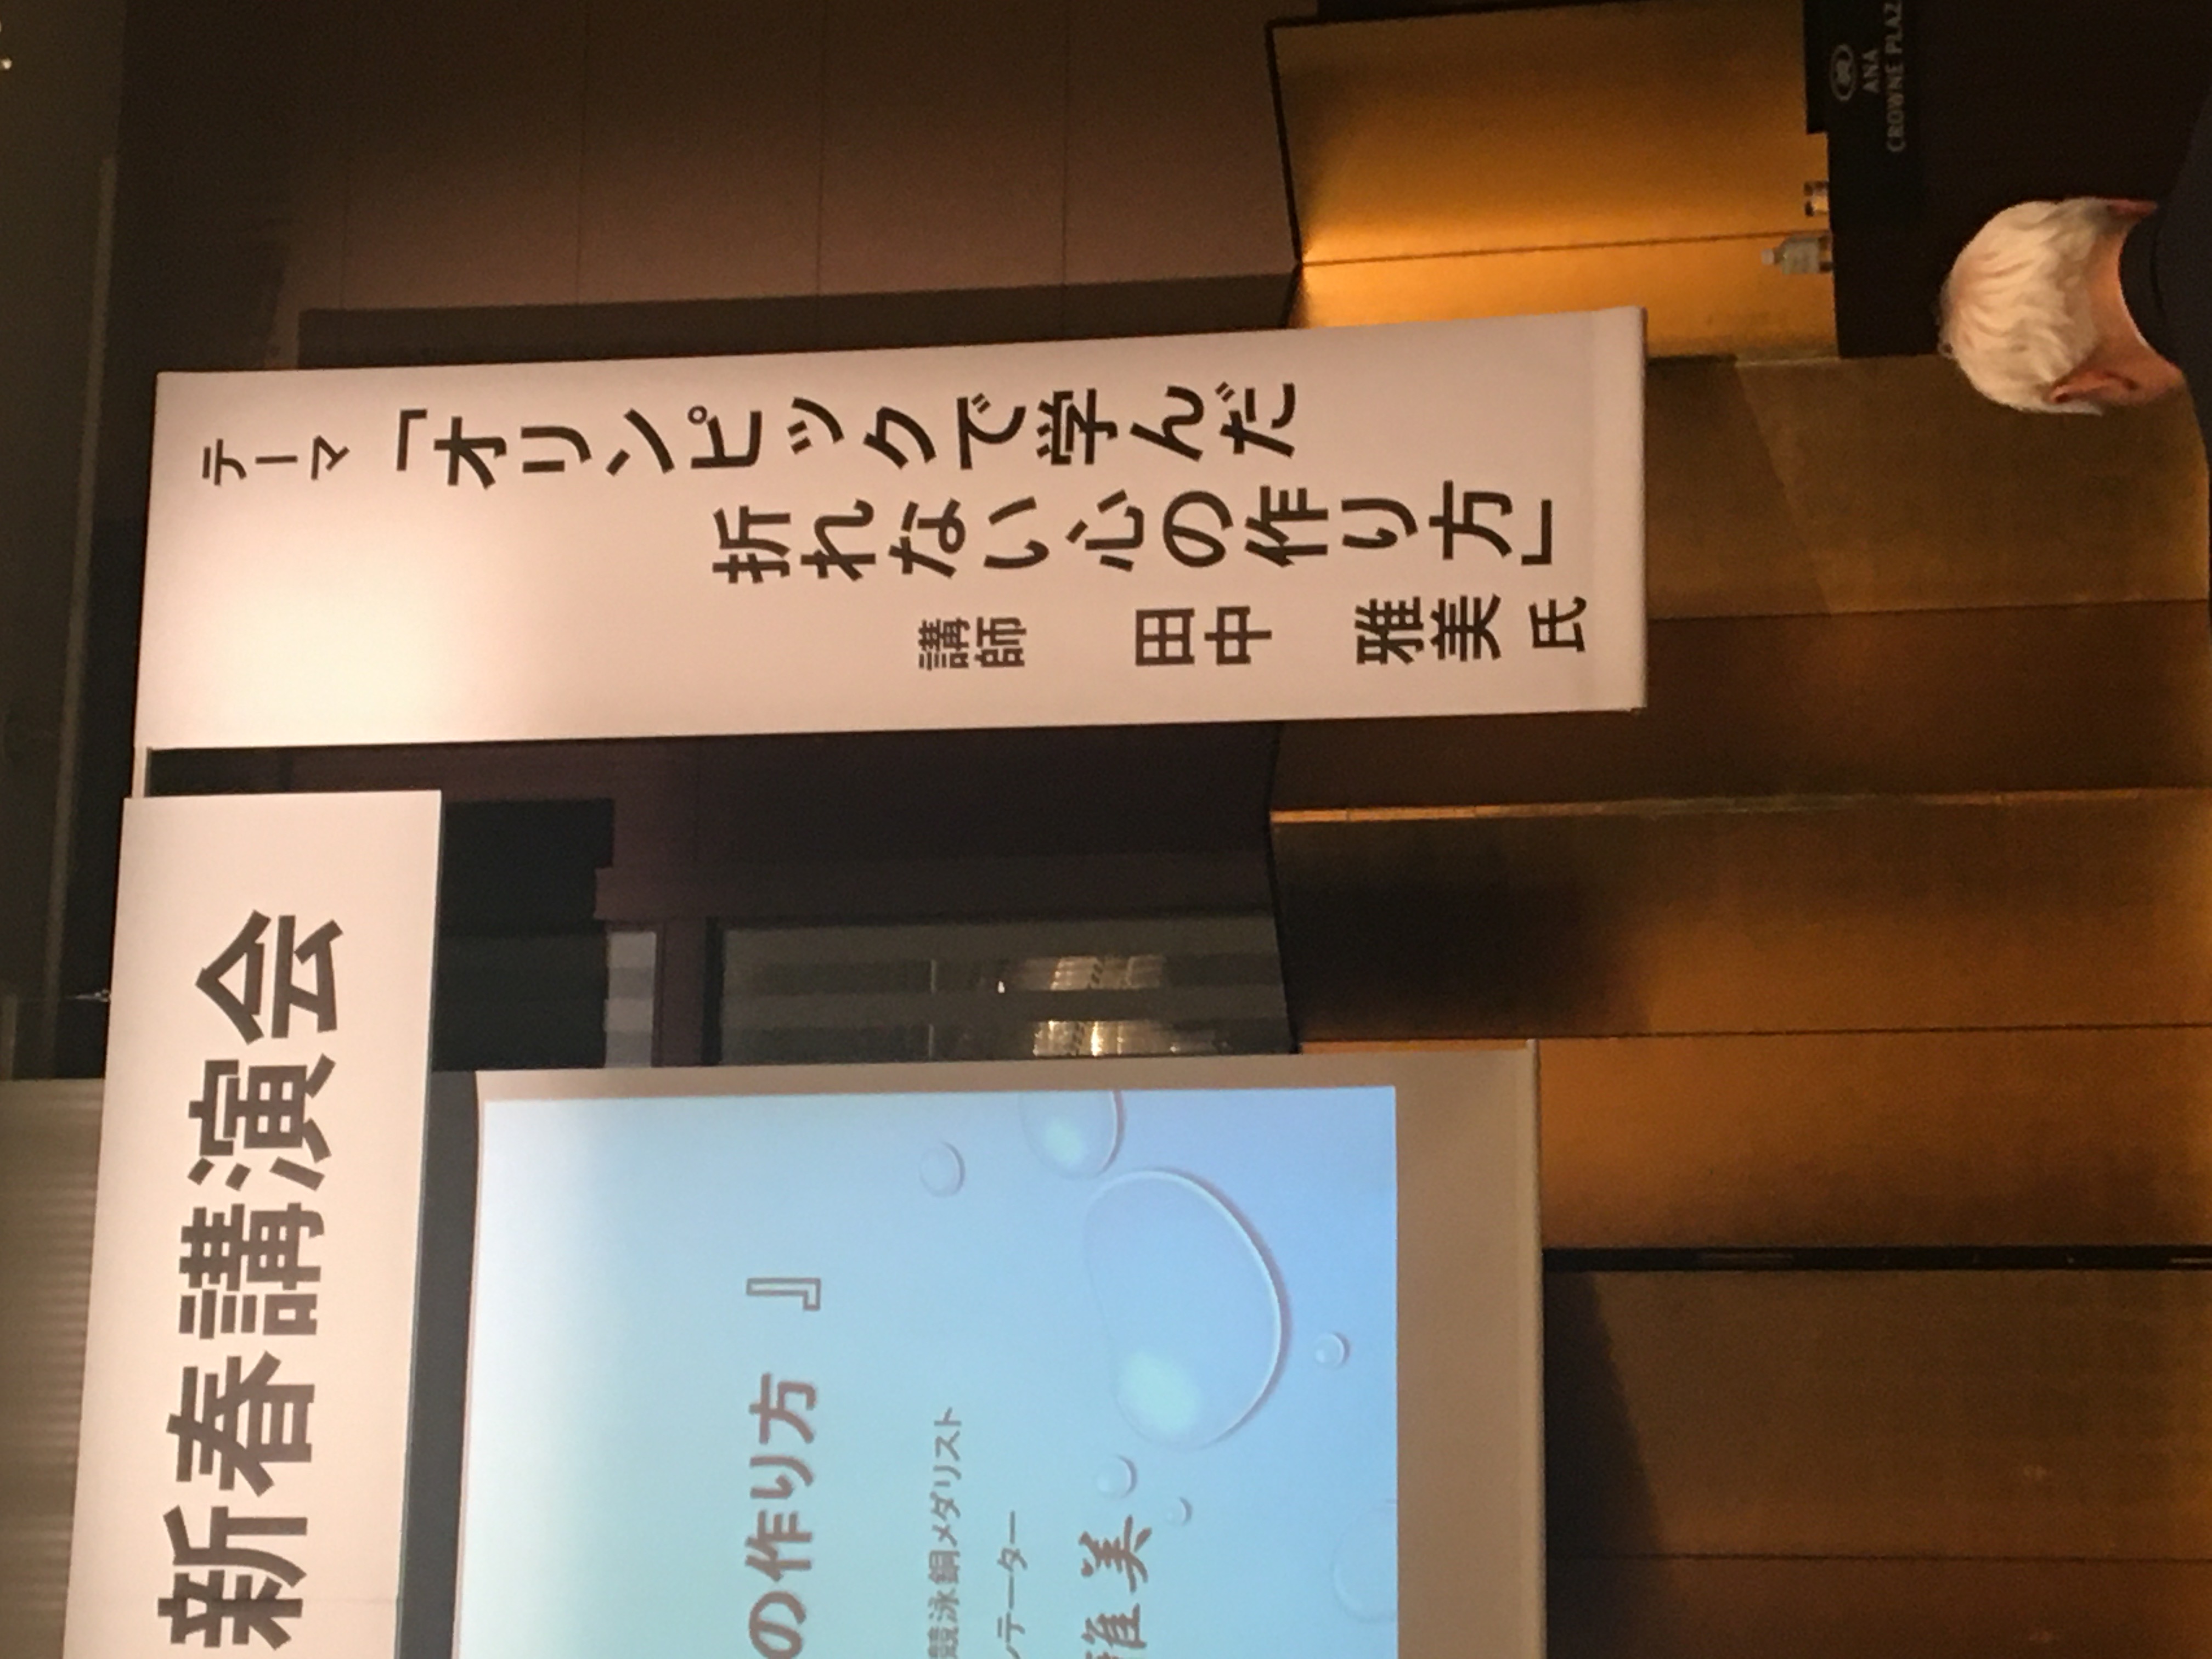 新春講演会
テーマ「オリンピックで学んだ
折れない心の作り方」
講師 田中 雅美 氏
の作り方 』
競泳銅メダリスト
ンテーター
雅美
ANA
CROWNE PLAZ